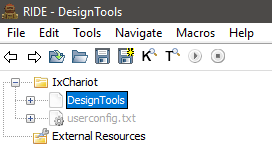 RIDE - DesignTools
File Edit Tools Navigate Macros Help
K T
IxChariot
DesignTools
userconfig.txt
External Resources